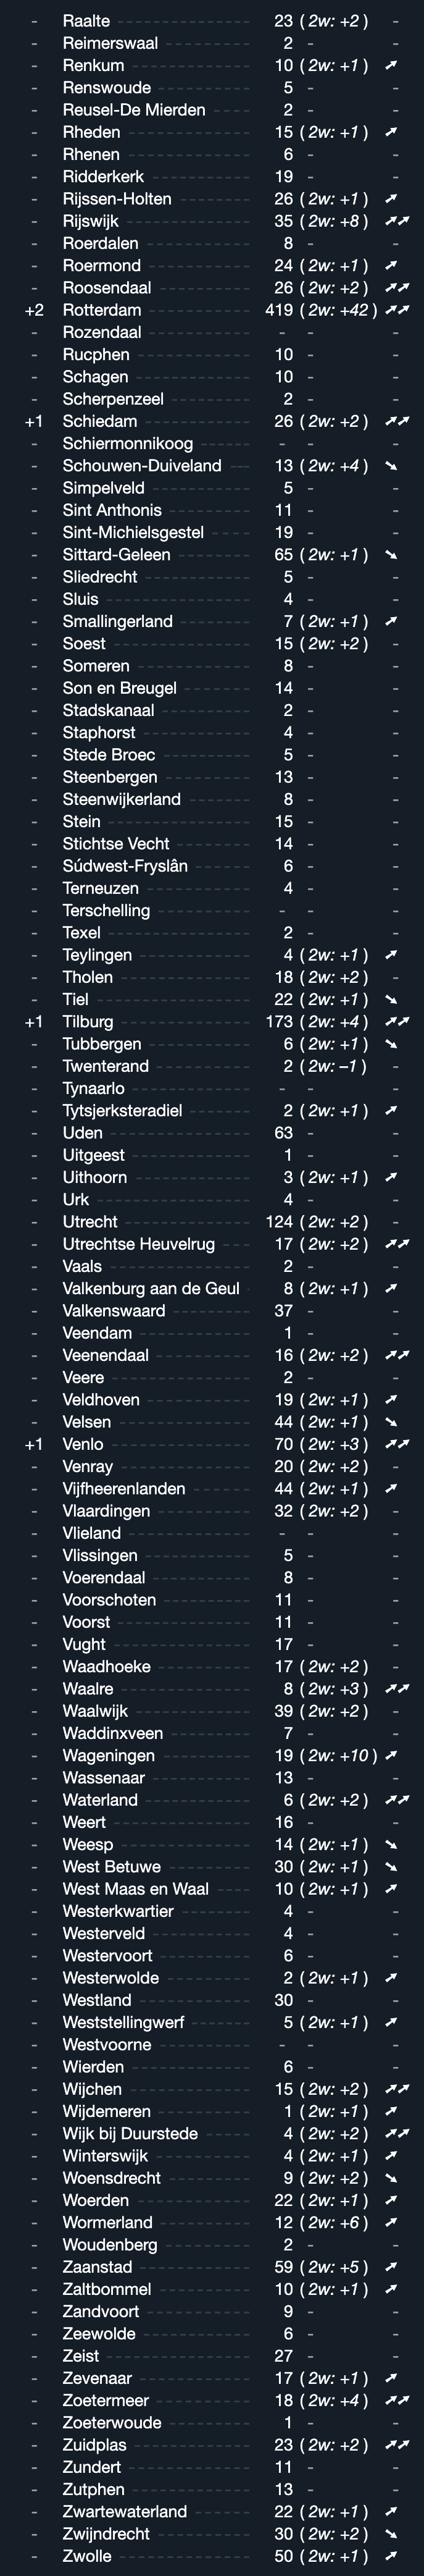 - Raalte 23 ( 2w: +2 ) -
- Reimerswaal 2 - -
- Renkum 10 ( 2w: +1 ) ➚
- Renswoude 5 - -
- Reusel-De Mierden 2 - -
- Rheden 15 ( 2w: +1 ) ➚
- Rhenen 6 - -
- Ridderkerk 19 - -
- Rijssen-Holten 26 ( 2w: +1 ) ➚
- Rijswijk 35 ( 2w: +8 ) ➚➚
- Roerdalen 8 - -
- Roermond 24 ( 2w: +1 ) ➚
- Roosendaal 26 ( 2w: +2 ) ➚➚
+2 Rotterdam 419 ( 2w: +42 ) ➚➚
- Rozendaal - - -
- Rucphen 10 - -
- Schagen 10 - -
- Scherpenzeel 2 - -
+1 Schiedam 26 ( 2w: +2 ) ➚➚
- Schiermonnikoog - - -
- Schouwen-Duiveland 13 ( 2w: +4 ) ➘
- Simpelveld 5 - -
- Sint Anthonis 11 - -
- Sint-Michielsgestel 19 - -
- Sittard-Geleen 65 ( 2w: +1 ) ➘
- Sliedrecht 5 - -
- Sluis 4 - -
- Smallingerland 7 ( 2w: +1 ) ➚
- Soest 15 ( 2w: +2 ) -
- Someren 8 - -
- Son en Breugel 14 - -
- Stadskanaal 2 - -
- Staphorst 4 - -
- Stede Broec 5 - -
- Steenbergen 13 - -
- Steenwijkerland 8 - -
- Stein 15 - -
- Stichtse Vecht 14 - -
- Súdwest-Fryslân 6 - -
- Terneuzen 4 - -
- Terschelling - - -
- Texel 2 - -
- Teylingen 4 ( 2w: +1 ) ➚
- Tholen 18 ( 2w: +2 ) -
- Tiel 22 ( 2w: +1 ) ➘
+1 Tilburg 173 ( 2w: +4 ) ➚➚
- Tubbergen 6 ( 2w: +1 ) ➘
- Twenterand 2 ( 2w: –1 ) -
- Tynaarlo - - -
- Tytsjerksteradiel 2 ( 2w: +1 ) ➚
- Uden 63 - -
- Uitgeest 1 - -
- Uithoorn 3 ( 2w: +1 ) ➚
- Urk 4 - -
- Utrecht 124 ( 2w: +2 ) -
- Utrechtse Heuvelrug 17 ( 2w: +2 ) ➚➚
- Vaals 2 - -
- Valkenburg aan de Geul 8 ( 2w: +1 ) ➚
- Valkenswaard 37 - -
- Veendam 1 - -
- Veenendaal 16 ( 2w: +2 ) ➚➚
- Veere 2 - -
- Veldhoven 19 ( 2w: +1 ) ➚
- Velsen 44 ( 2w: +1 ) ➘
+1 Venlo 70 ( 2w: +3 ) ➚➚
- Venray 20 ( 2w: +2 ) -
- Vijfheerenlanden 44 ( 2w: +1 ) ➚
- Vlaardingen 32 ( 2w: +2 ) -
- Vlieland - - -
- Vlissingen 5 - -
- Voerendaal 8 - -
- Voorschoten 11 - -
- Voorst 11 - -
- Vught 17 - -
- Waadhoeke 17 ( 2w: +2 ) -
- Waalre 8 ( 2w: +3 ) ➚➚
- Waalwijk 39 ( 2w: +2 ) -
- Waddinxveen 7 - -
- Wageningen 19 ( 2w: +10 ) ➚
- Wassenaar 13 - -
- Waterland 6 ( 2w: +2 ) ➚➚
- Weert 16 - -
- Weesp 14 ( 2w: +1 ) ➘
- West Betuwe 30 ( 2w: +1 ) ➘
- West Maas en Waal 10 ( 2w: +1 ) ➚
- Westerkwartier 4 - -
- Westerveld 4 - -
- Westervoort 6 - -
- Westerwolde 2 ( 2w: +1 ) ➚
- Westland 30 - -
- Weststellingwerf 5 ( 2w: +1 ) ➚
- Westvoorne - - -
- Wierden 6 - -
- Wijchen 15 ( 2w: +2 ) ➚➚
- Wijdemeren 1 ( 2w: +1 ) ➚
- Wijk bij Duurstede 4 ( 2w: +2 ) ➚➚
- Winterswijk 4 ( 2w: +1 ) ➚
- Woensdrecht 9 ( 2w: +2 ) ➘
- Woerden 22 ( 2w: +1 ) ➚
- Wormerland 12 ( 2w: +6 ) ➚
- Woudenberg 2 - -
- Zaanstad 59 ( 2w: +5 ) ➚
- Zaltbommel 10 ( 2w: +1 ) ➚
- Zandvoort 9 - -
- Zeewolde 6 - -
- Zeist 27 - -
- Zevenaar 17 ( 2w: +1 ) ➚
- Zoetermeer 18 ( 2w: +4 ) ➚➚
- Zoeterwoude 1 - -
- Zuidplas 23 ( 2w: +2 ) ➚➚
- Zundert 11 - -
- Zutphen 13 - -
- Zwartewaterland 22 ( 2w: +1 ) ➚
- Zwijndrecht 30 ( 2w: +2 ) ➘
- Zwolle 50 ( 2w: +1 ) ➚